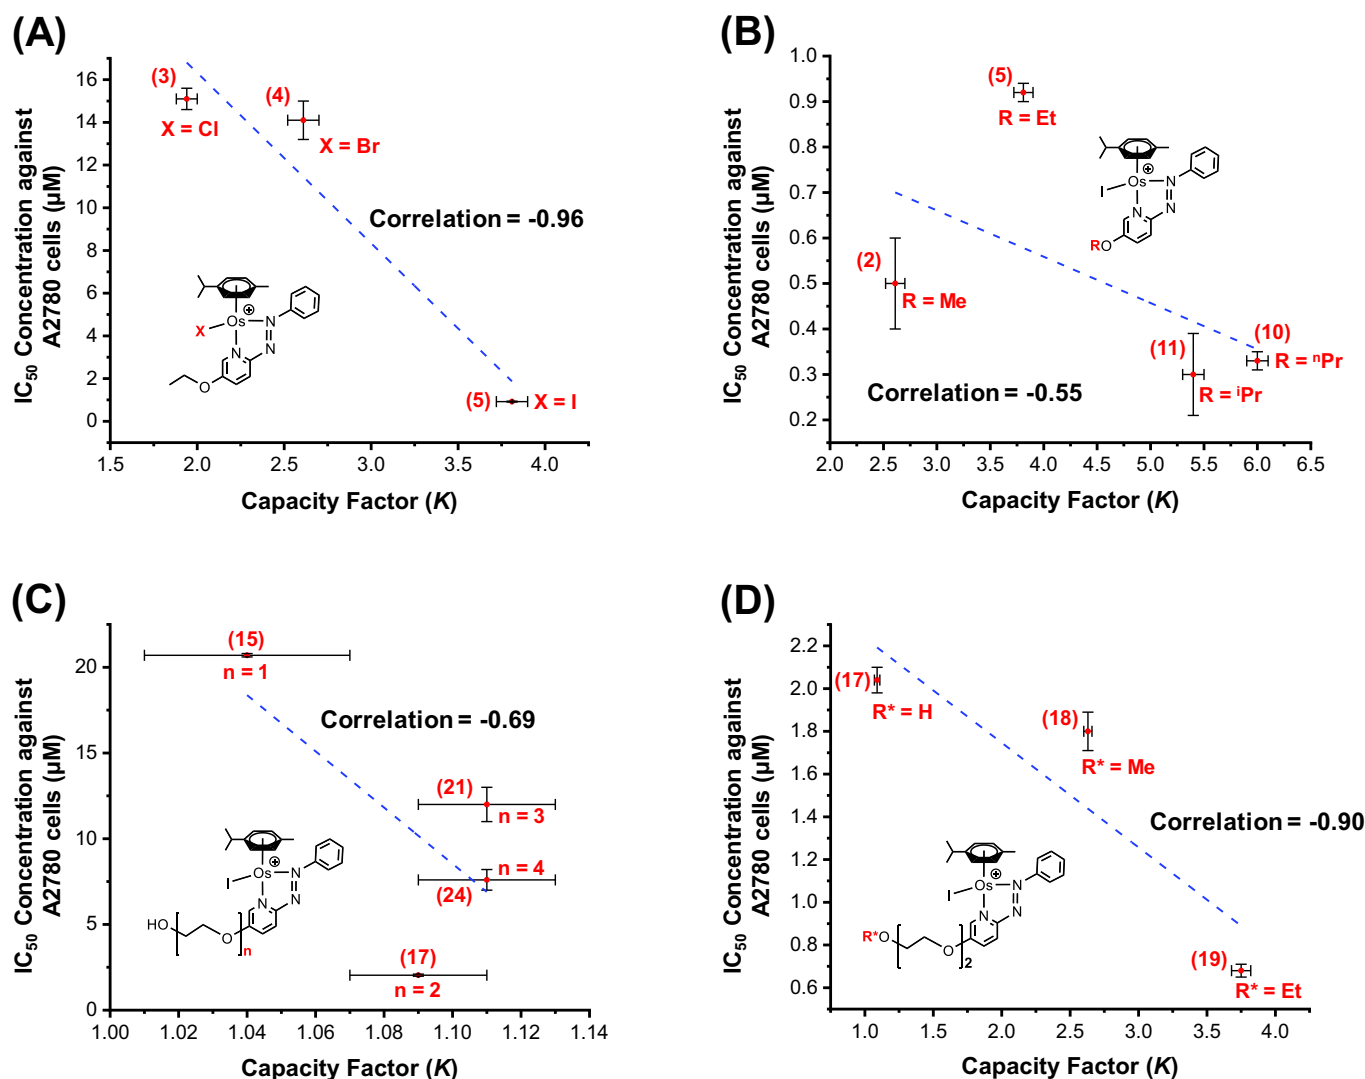 (A)
IC50 Concentration against
A2780 cells (µM)
16
14
12
10
8
6
4
2
0
(3)
X = Cl
(4)
X = Br
Correlation = -0.96
(5)
X = I
X
Os
⊕
N
N
N
O
1.5
2.0
2.5
3.0
3.5
4.0
Capacity Factor (K)
(B)
IC50 Concentration against
A2780 cells (µM)
1.0
0.9
0.8
0.7
0.6
0.5
0.4
0.3
0.2
(5)
R = Et
(2)
R = Me
(11)
R = iPr
(10)
R = nPr
Correlation = -0.55
⊕
I
Os
N
N
N
RO
2.0
2.5
3.0
3.5
4.0
4.5
5.0
5.5
6.0
6.5
Capacity Factor (K)
(C)
IC50 Concentration against
A2780 cells (µM)
20
15
10
5
0
(15)
n = 1
Correlation = -0.69
(21)
n = 3
n = 4
(24)
(17)
n = 2
⊕
I
Os
N
N
N
HO
O
n
1.00
1.02
1.04
1.06
1.08
1.10
1.12
1.14
Capacity Factor (K)
(D)
IC50 Concentration against
A2780 cells (µM)
2.2
2.0
1.8
1.6
1.4
1.2
1.0
0.8
0.6
(17)
R* = H
(18)
R* = Me
Correlation = -0.90
(19)
R* = Et
⊕
I
Os
N
N
N
R*O
O
2
1.0
1.5
2.0
2.5
3.0
3.5
4.0
Capacity Factor (K)